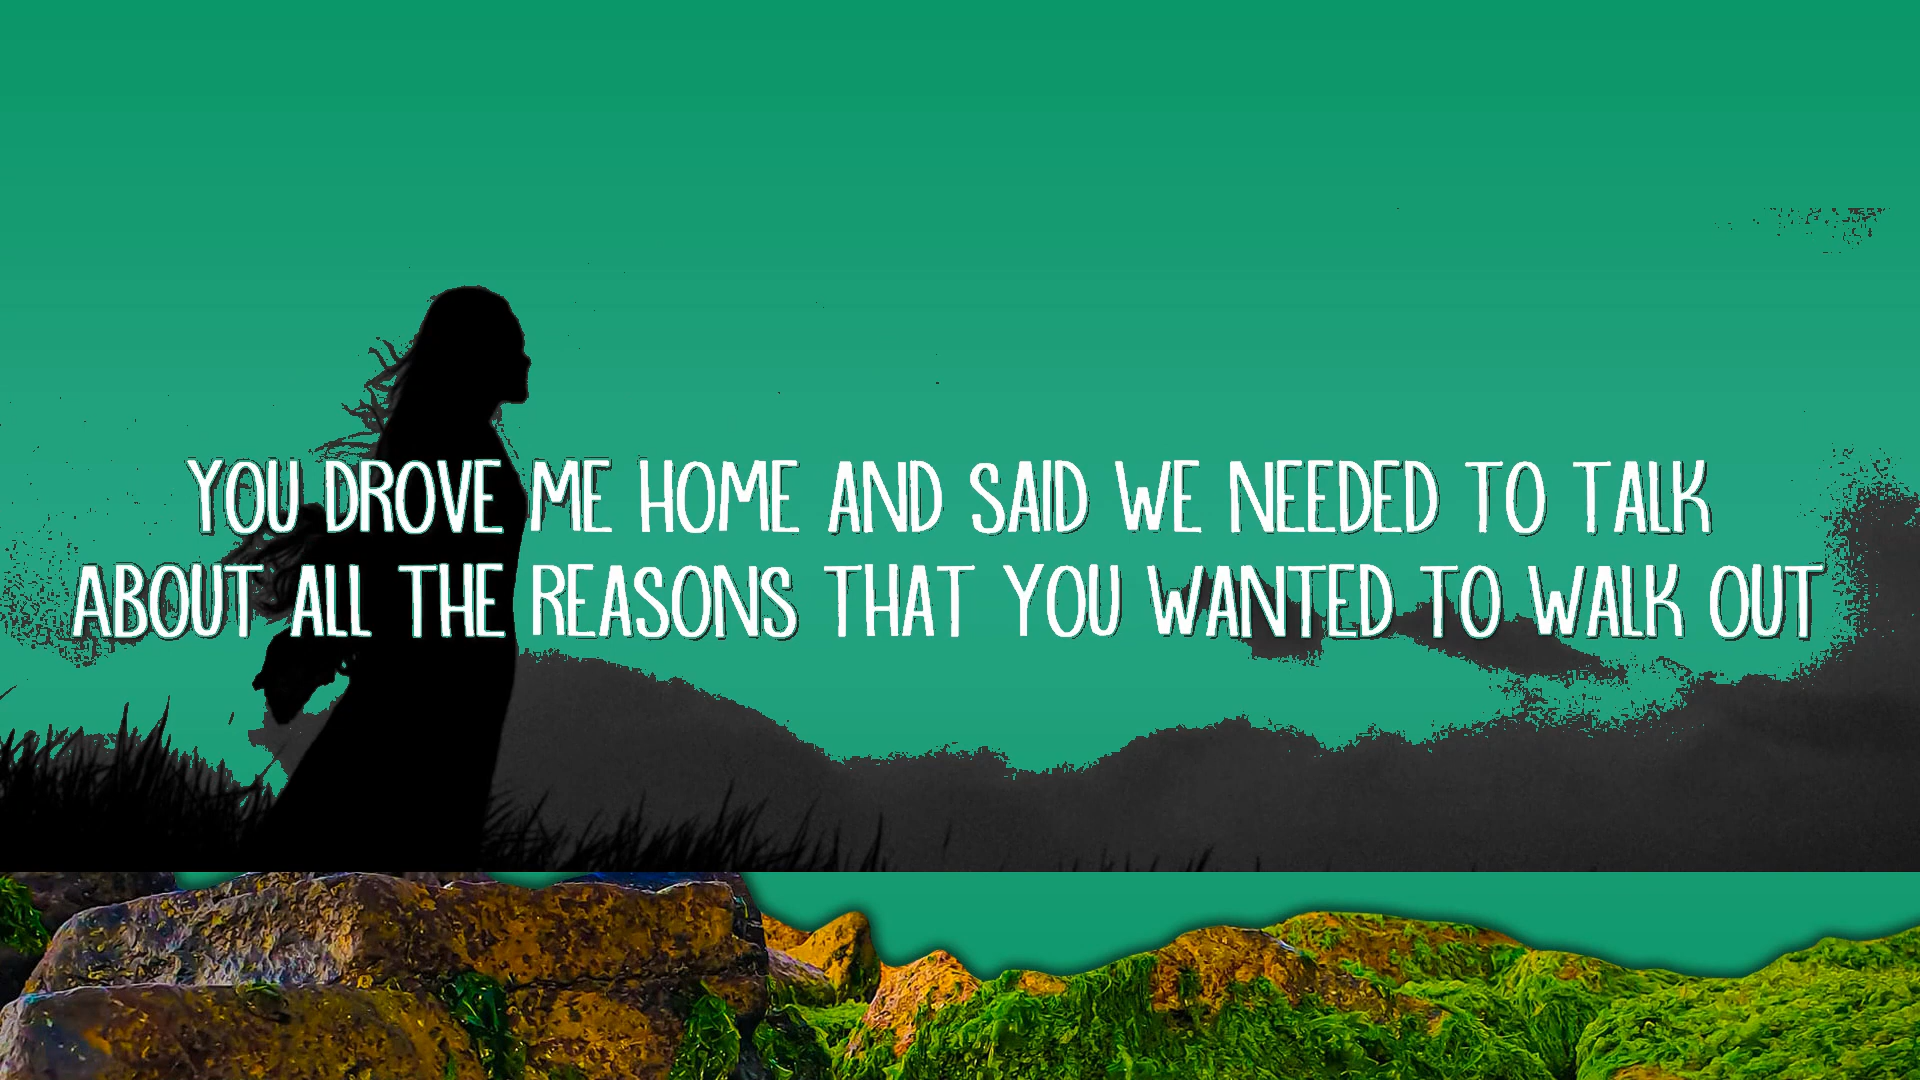 YOU DROVE ME HOME AND SAID WE NEEDED TO TALK
ABOUT ALL THE REASONS THAT YOU WANTED TO WALK OUT